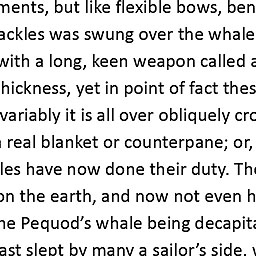 ments, but like flexible bows, ben
ackles was swung over the whale
with a long, keen weapon called a
hickness, yet in point of fact thes
variably it is all over obliquely cro
real blanket or counterpane; or,
les have now done their duty. The
on the earth, and now not even h
he Pequod's whale being decapita
ast slept by many a sailor's side, w